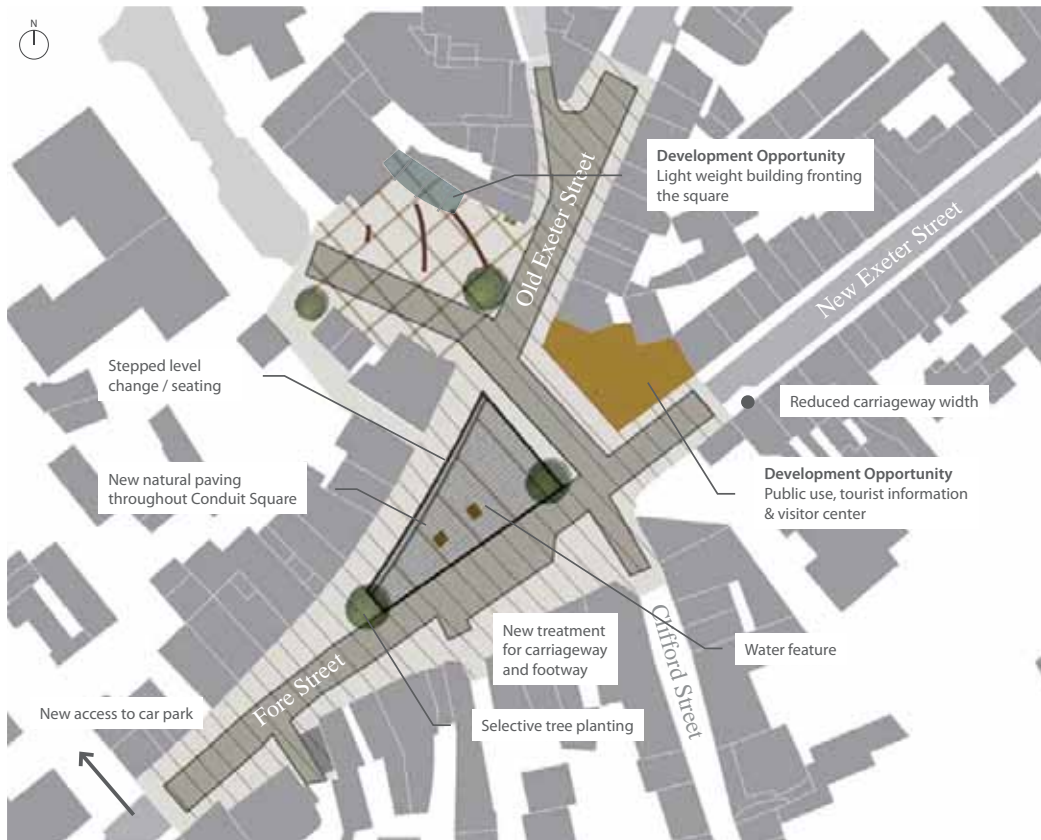 N
Development Opportunity
Light weight building fronting
the square
Old Exeter Street
New Exeter Street
Stepped level
change / seating
Reduced carriageway width
New natural paving
throughout Conduit Square
Development Opportunity
Public use, tourist information
& visitor center
New treatment
for carriageway
and footway
Clifford Street
Water feature
Fore Street
New access to car park
Selective tree planting